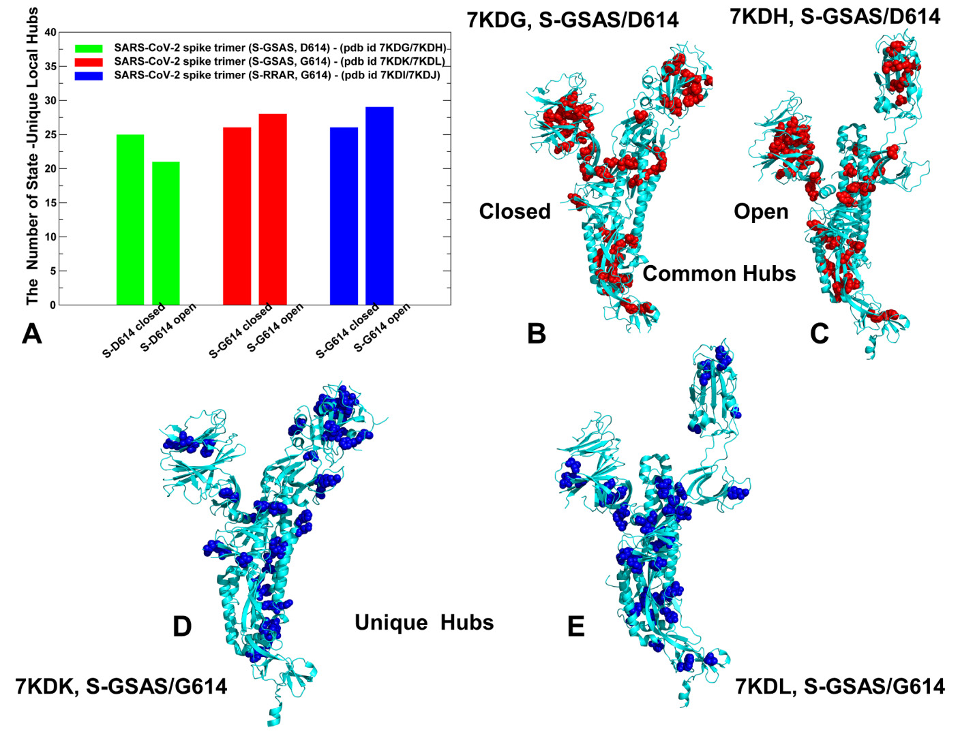 7KDG, S-GSAS/D614
7KDH, S-GSAS/D614
The Number of State -Unique Local Hubs
40
35
30
25
20
15
10
5
0
SARS-CoV-2 spike trimer (S-GSAS, D614) - (pdb id 7KDG/7KDH)
SARS-CoV-2 spike trimer (S-GSAS, G614) - (pdb id 7KDK/7KDL)
SARS-CoV-2 spike trimer (S-RRAR, G614) - (pdb id 7KDI/7KDJ)
S-D614 closed
S-D614 open
S-G614 closed
S-G614 open
S-G614 closed
S-G614 open
Closed
Open
Common Hubs
A
B
C
D
Unique Hubs
E
7KDK, S-GSAS/G614
7KDL, S-GSAS/G614